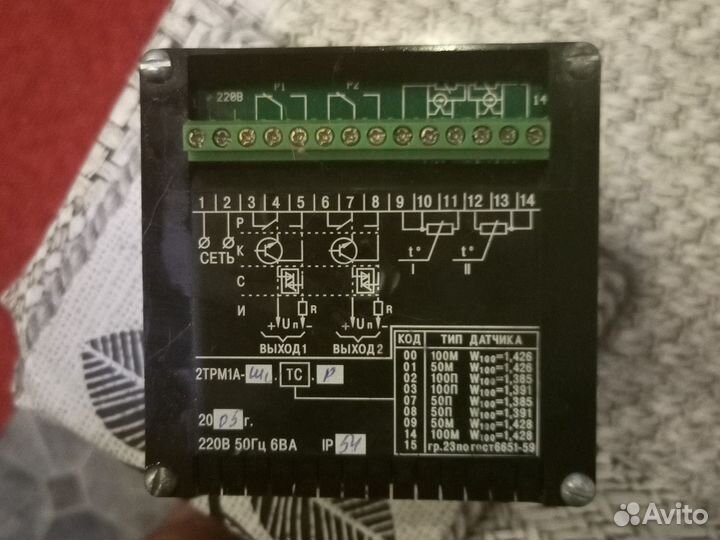 220В Р1 Р2 14
1 2 3 4 5 6 7 8 9 10 11 12 13 14
Р
К
СЕТЬ
С
И
t° I t° II
+Uп– R +Uп– R
ВЫХОД 1 ВЫХОД 2
КОД ТИП ДАТЧИКА
00 100М W100=1,426
01 50М W100=1,426
02 100П W100=1,385
03 100П W100=1,391
07 50П W100=1,385
08 50П W100=1,391
09 50М W100=1,428
14 100М W100=1,428
15 гр.23 по гост6651-59
2ТРМ1А-Щ1.ТС.Р
2005г.
220В 50Гц 6ВА IP54
Avito